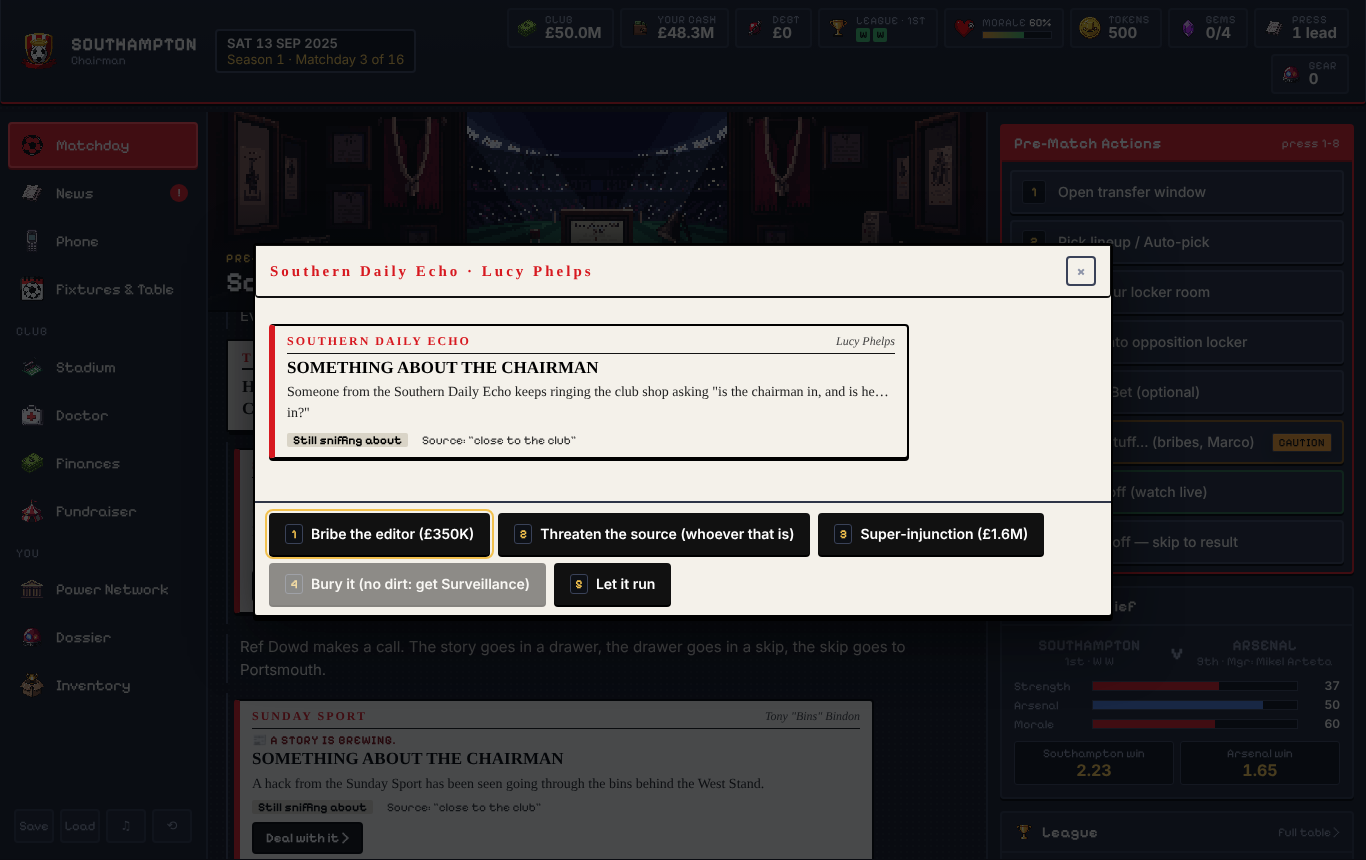 SOUTHAMPTON
Chairman
SAT 13 SEP 2025
Season 1 · Matchday 3 of 16
CLUB
£50.0M
YOUR CASH
£48.3M
DEBT
£0
LEAGUE · 1ST
W W
MORALE 60%
TOKENS
500
GEMS
0/4
PRESS
1 lead
GEAR
0
Matchday
News !
Phone
Fixtures & Table
CLUB
Stadium
Doctor
Finances
Fundraiser
YOU
Power Network
Dossier
Inventory
Save Load
Southern Daily Echo · Lucy Phelps
×
SOUTHERN DAILY ECHO Lucy Phelps
SOMETHING ABOUT THE CHAIRMAN
Someone from the Southern Daily Echo keeps ringing the club shop asking "is the chairman in, and is he…
in?"
Still sniffing about Source: "close to the club"
1 Bribe the editor (£350K)
2 Threaten the source (whoever that is)
3 Super-injunction (£1.6M)
4 Bury it (no dirt: get Surveillance)
5 Let it run
Ref Dowd makes a call. The story goes in a drawer, the drawer goes in a skip, the skip goes to
Portsmouth.
SUNDAY SPORT Tony "Bins" Bindon
A STORY IS GROWING.
SOMETHING ABOUT THE CHAIRMAN
A hack from the Sunday Sport has been seen going through the bins behind the West Stand.
Still sniffing about Source: "close to the club"
Deal with it >
Pre-Match Actions press 1-8
1 Open transfer window
2 Pick lineup / Auto-pick
ur locker room
to opposition locker
Bet (optional)
tuff... (bribes, Marco) CAUTION
off (watch live)
off — skip to result
ief
SOUTHAMPTON V ARSENAL
1st · W W 9th · Mgr: Mikel Arteta
Strength 37
Arsenal 50
Morale 60
Southampton win
2.23
Arsenal win
1.65
League Full table >